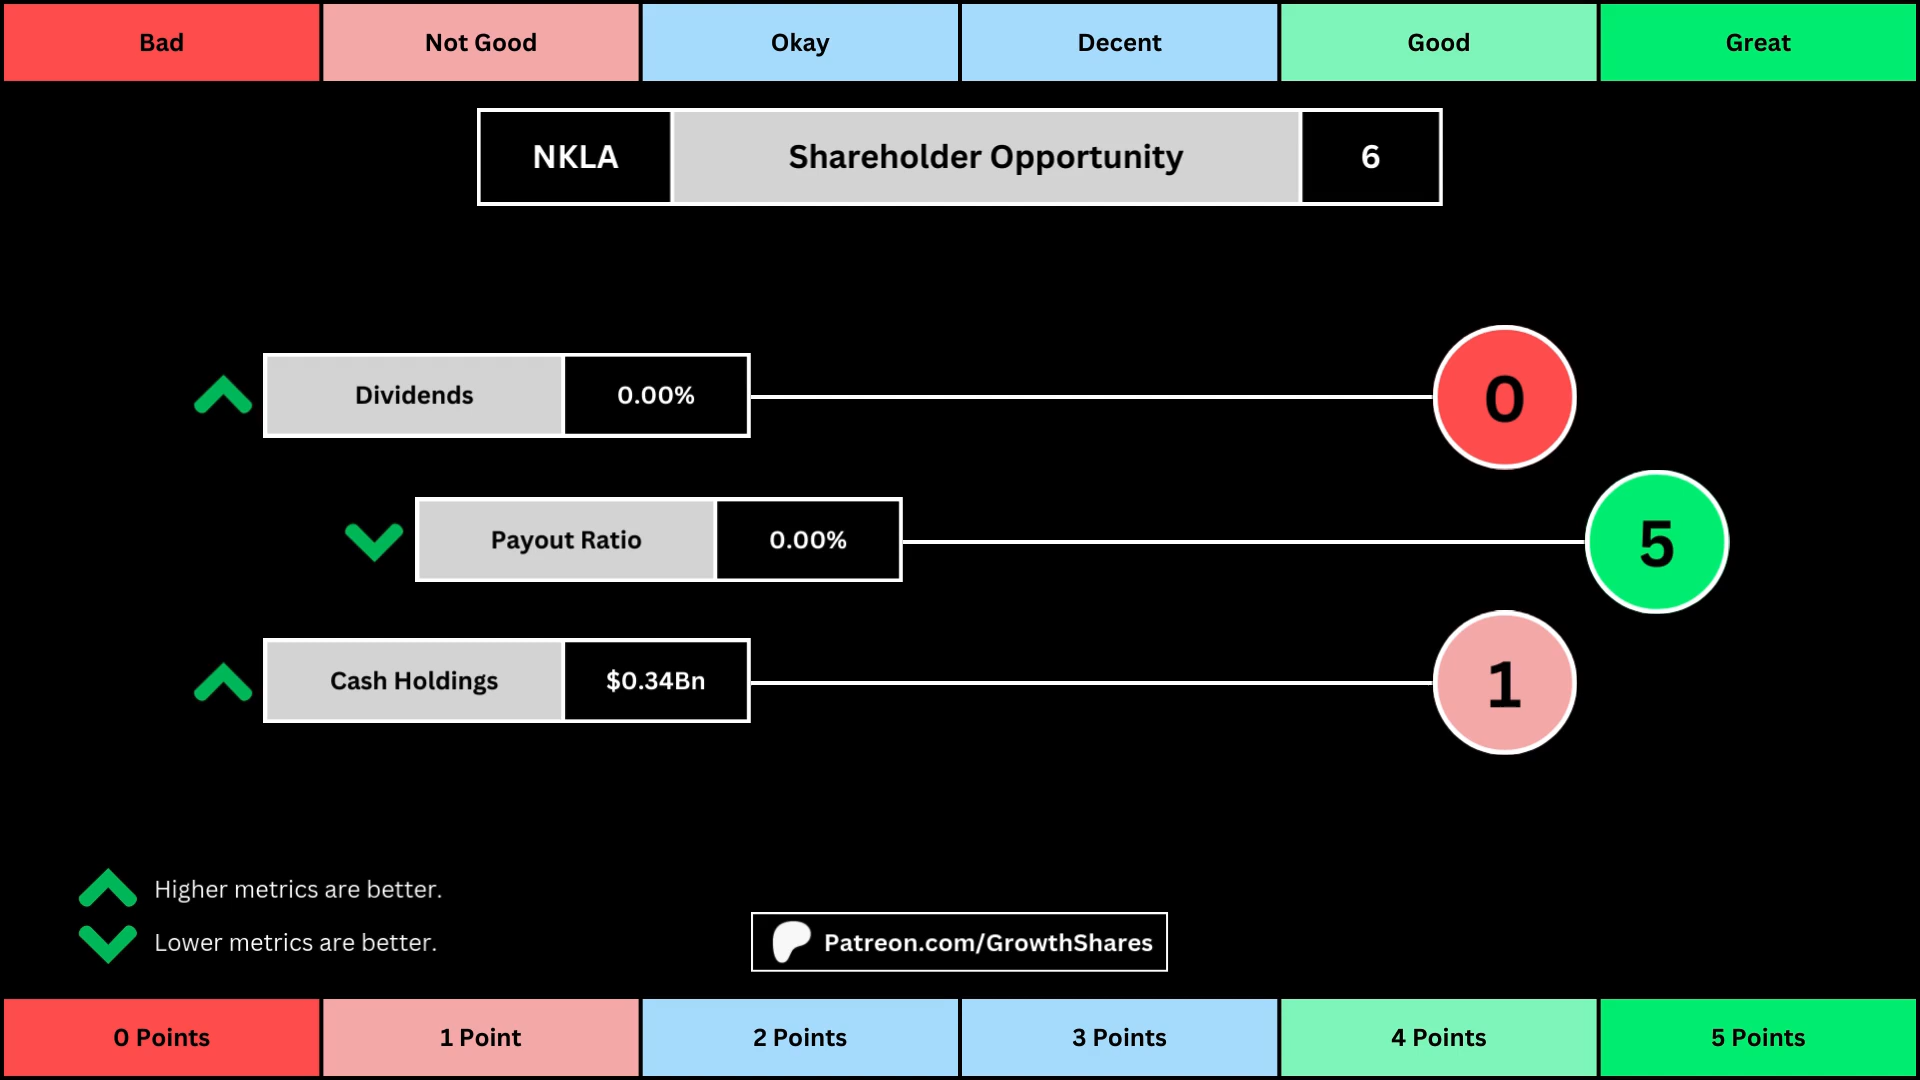 Bad Not Good Okay Decent Good Great
NKLA Shareholder Opportunity 6
Dividends 0.00% 0
Payout Ratio 0.00% 5
Cash Holdings $0.34Bn 1
Higher metrics are better.
Lower metrics are better.
Patreon.com/GrowthShares
0 Points 1 Point 2 Points 3 Points 4 Points 5 Points